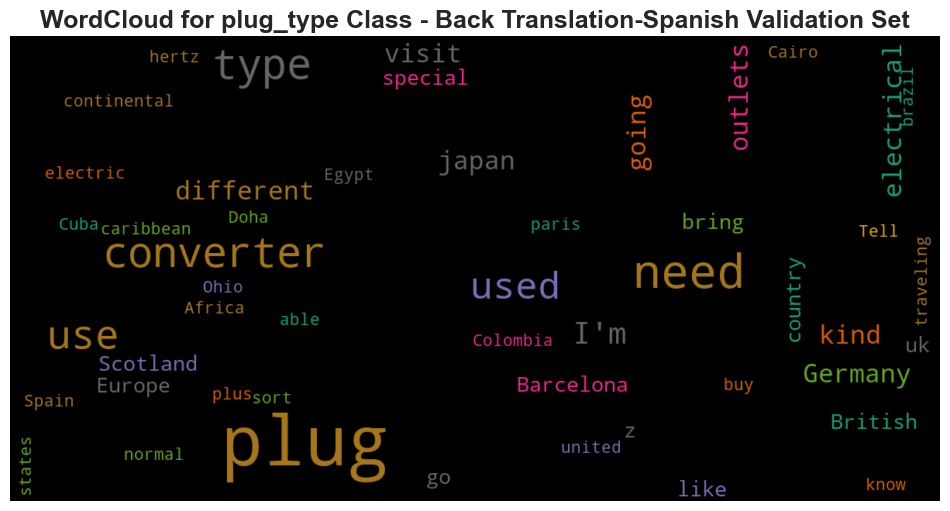 WordCloud for plug_type Class - Back Translation-Spanish Validation Set
hertz
type
visit
special
continental
Cairo
outlets
electrical
brazil
going
japan
electric
different
Egypt
Cuba
caribbean
Doha
paris
bring
Tell
converter
need
used
country
traveling
Ohio
Africa
able
use
Colombia
I'm
kind
uk
Scotland
Europe
Barcelona
buy
Germany
Spain
plus
sort
British
plug
z
united
normal
states
go
like
know